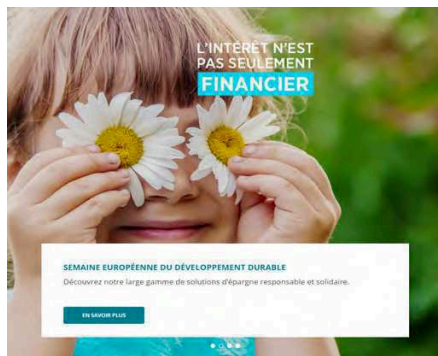 L'INTÉRÊT N'EST
PAS SEULEMENT
FINANCIER
SEMAINE EUROPÉENNE DU DÉVELOPPEMENT DURABLE
Découvrez notre large gamme de solutions d'épargne responsable et solidaire.
EN SAVOIR PLUS